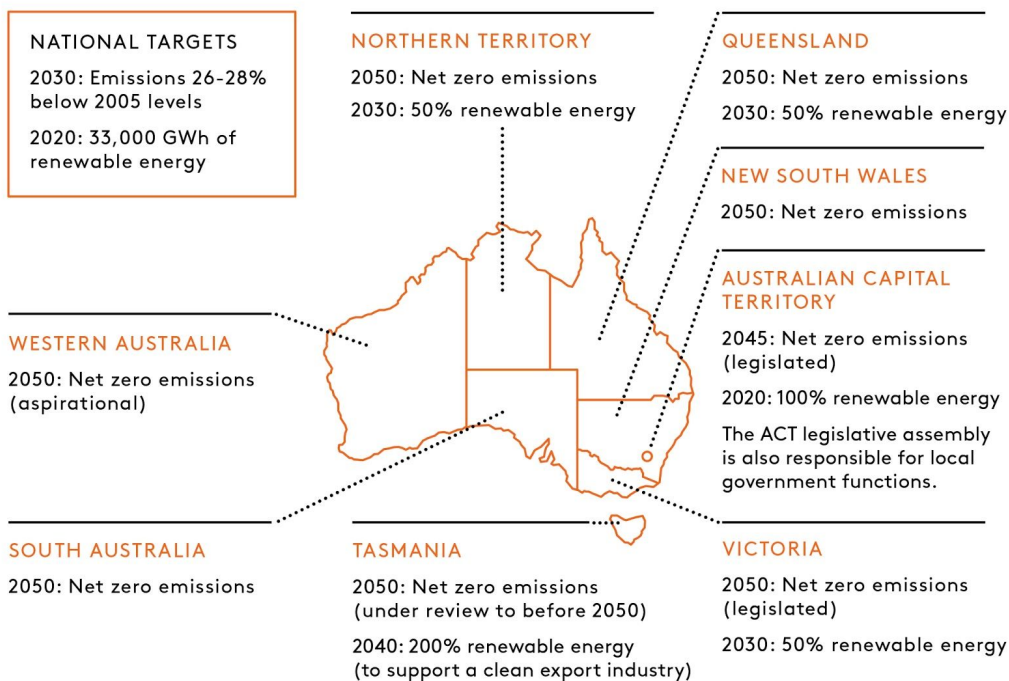 NATIONAL TARGETS
2030: Emissions 26-28%
below 2005 levels
2020: 33,000 GWh of
renewable energy
NORTHERN TERRITORY
2050: Net zero emissions
2030: 50% renewable energy
QUEENSLAND
2050: Net zero emissions
2030: 50% renewable energy
NEW SOUTH WALES
2050: Net zero emissions
AUSTRALIAN CAPITAL
TERRITORY
2045: Net zero emissions
(legislated)
2020: 100% renewable energy
The ACT legislative assembly
is also responsible for local
government functions.
WESTERN AUSTRALIA
2050: Net zero emissions
(aspirational)
SOUTH AUSTRALIA
2050: Net zero emissions
TASMANIA
2050: Net zero emissions
(under review to before 2050)
2040: 200% renewable energy
(to support a clean export industry)
VICTORIA
2050: Net zero emissions
(legislated)
2030: 50% renewable energy